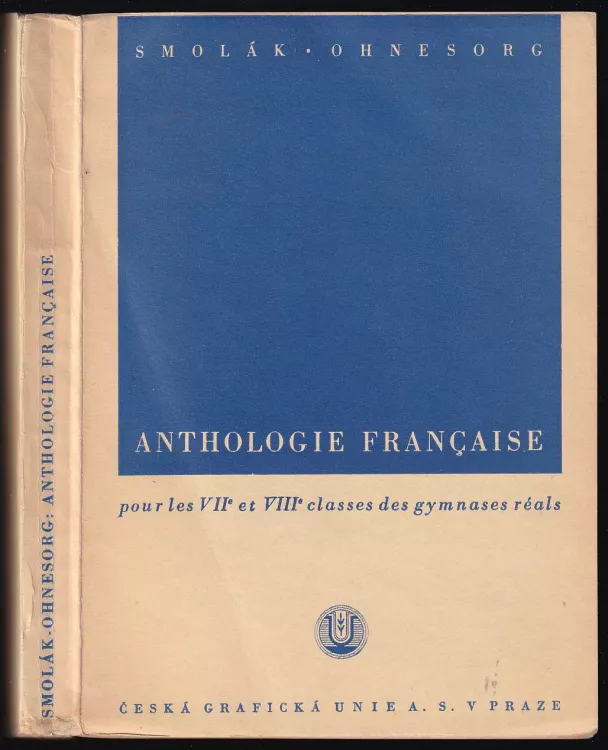 SMOLÁK · OHNESORG
ANTHOLOGIE FRANÇAISE
pour les VIIe et VIIIe classes des gymnases réals
ČESKÁ GRAFICKÁ UNIE A. S. V PRAZE
SMOLÁK-OHNESORG: ANTHOLOGIE FRANÇAISE